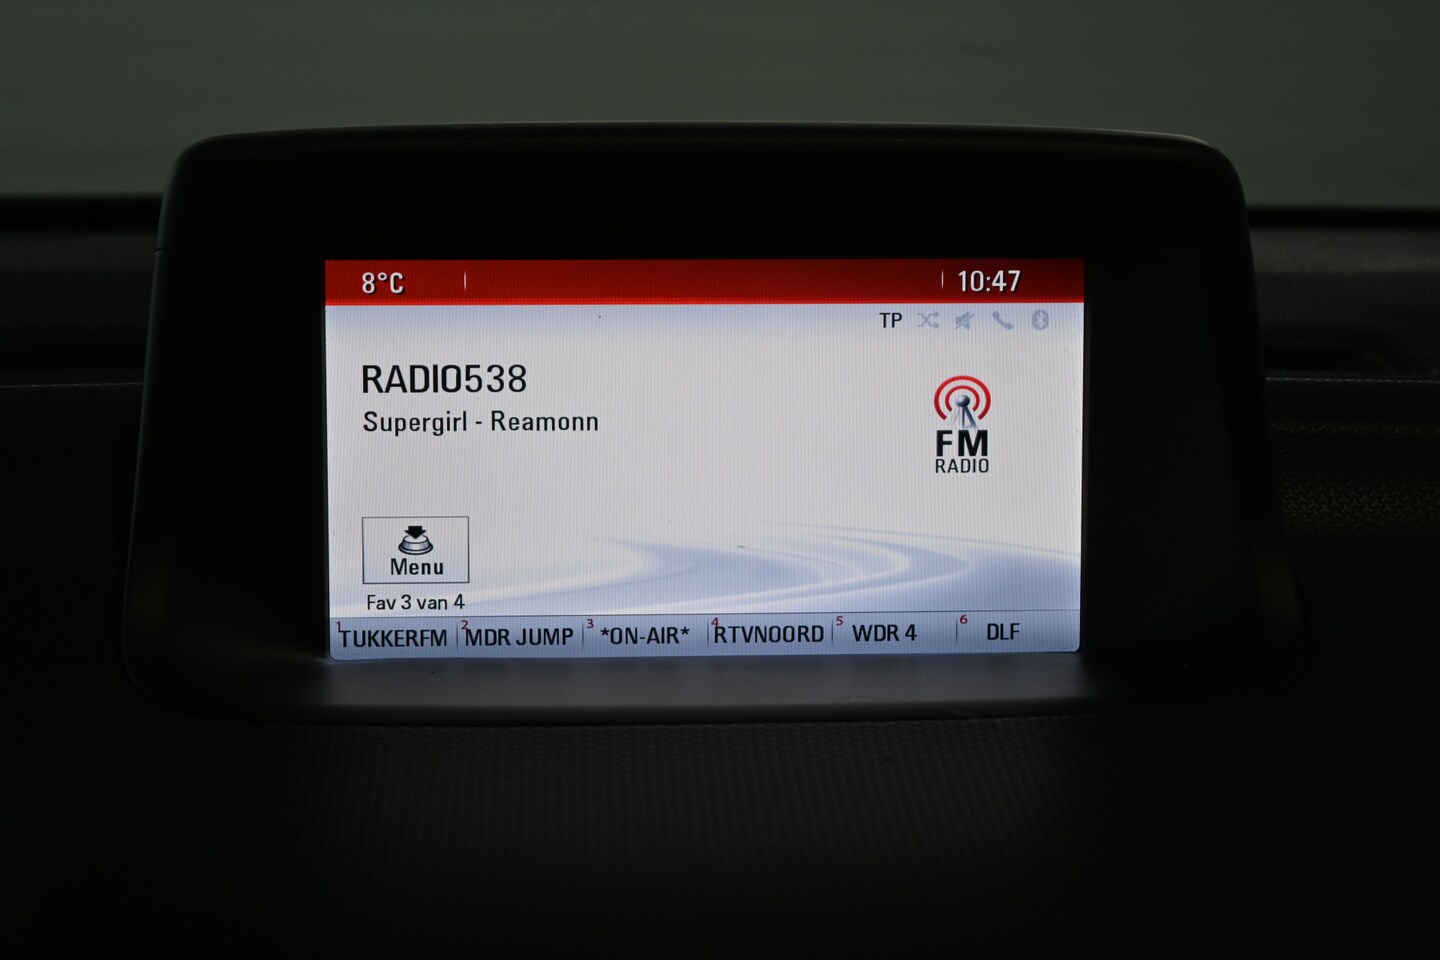 8°C 10:47
TP
RADIO538
Supergirl - Reamonn
FM
RADIO
Menu
Fav 3 van 4
1 TUKKERFM 2 MDR JUMP 3 *ON-AIR* 4 RTVNOORD 5 WDR 4 6 DLF